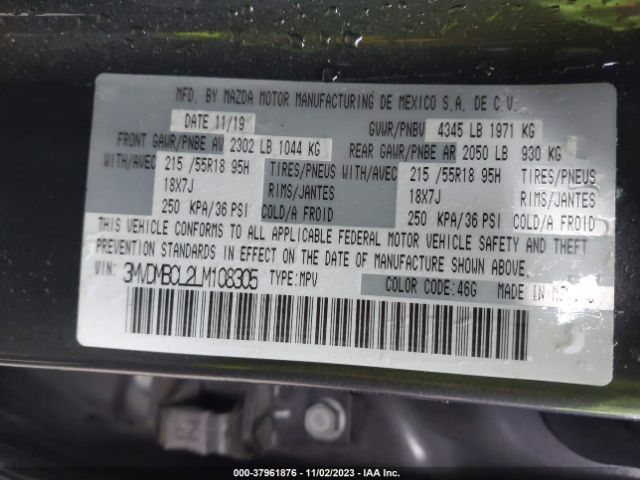 MFD. BY MAZDA MOTOR MANUFACTURING DE MEXICO S.A. DE C.V.
DATE 11/19 GVWR/PNBV 4345 LB 1971 KG
FRONT GAWR/PNBE AV 2302 LB 1044 KG REAR GAWR/PNBE AR 2050 LB 930 KG
WITH/AVEC 215 /55R18 95H TIRES/PNEUS WITH/AVEC 215 /55R18 95H TIRES/PNEUS
18X7J RIMS/JANTES 18X7J RIMS/JANTES
250 KPA/36 PSI COLD/A FROID 250 KPA/36 PSI COLD/A FROID
THIS VEHICLE CONFORMS TO ALL APPLICABLE FEDERAL MOTOR VEHICLE SAFETY AND THEFT
PREVENTION STANDARDS IN EFFECT ON THE DATE OF MANUFACTURE SHOWN ABOVE.
VIN: 3MVDMBCL2LM108305 TYPE:MPV COLOR CODE:46G MADE IN MEXICO
000-37961876 - 11/02/2023 - IAA Inc.